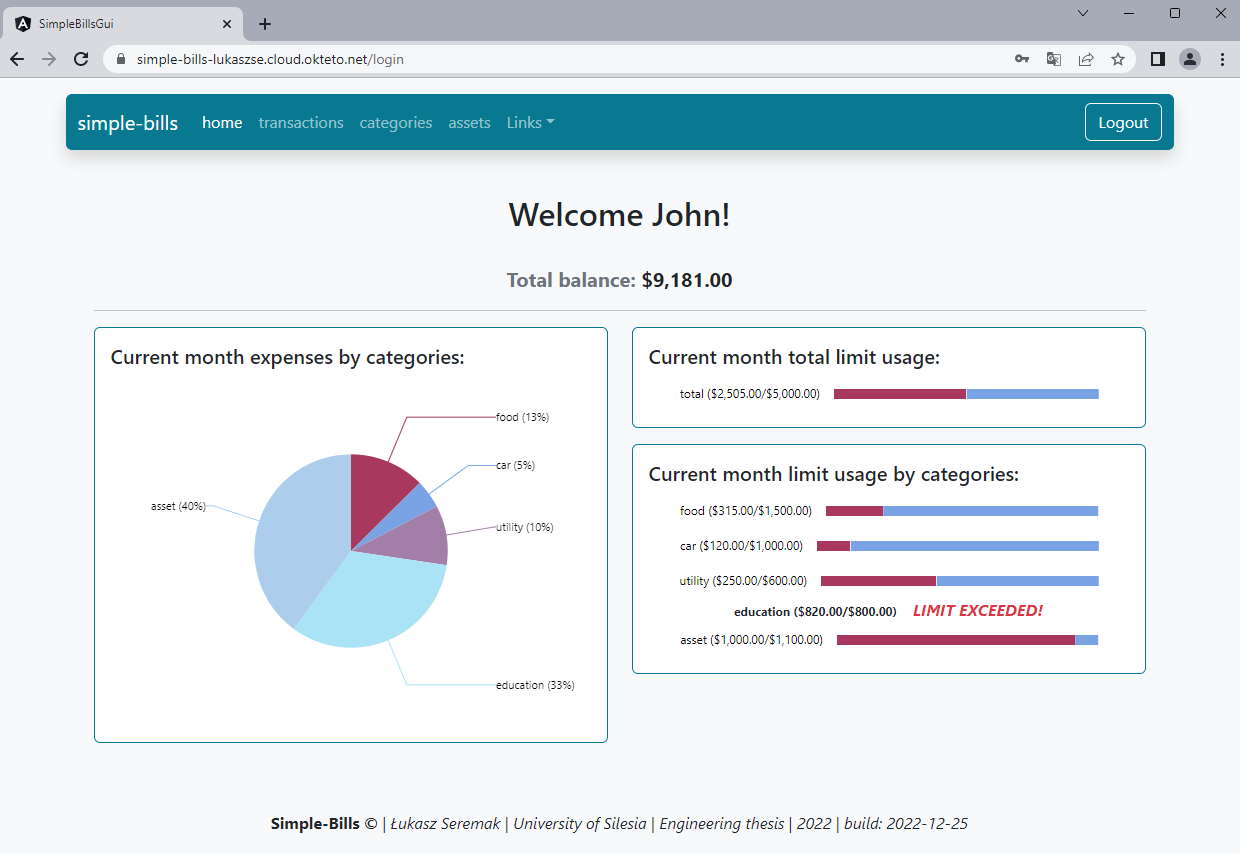 SimpleBillsGui
simple-bills-lukaszse.cloud.okteto.net/login
simple-bills home transactions categories assets Links Logout
Welcome John!
Total balance: $9,181.00
Current month expenses by categories:
food (13%)
car (5%)
asset (40%)
utility (10%)
education (33%)
Current month total limit usage:
total ($2,505.00/$5,000.00)
Current month limit usage by categories:
food ($315.00/$1,500.00)
car ($120.00/$1,000.00)
utility ($250.00/$600.00)
education ($820.00/$800.00) LIMIT EXCEEDED!
asset ($1,000.00/$1,100.00)
Simple-Bills © | Łukasz Seremak | University of Silesia | Engineering thesis | 2022 | build: 2022-12-25